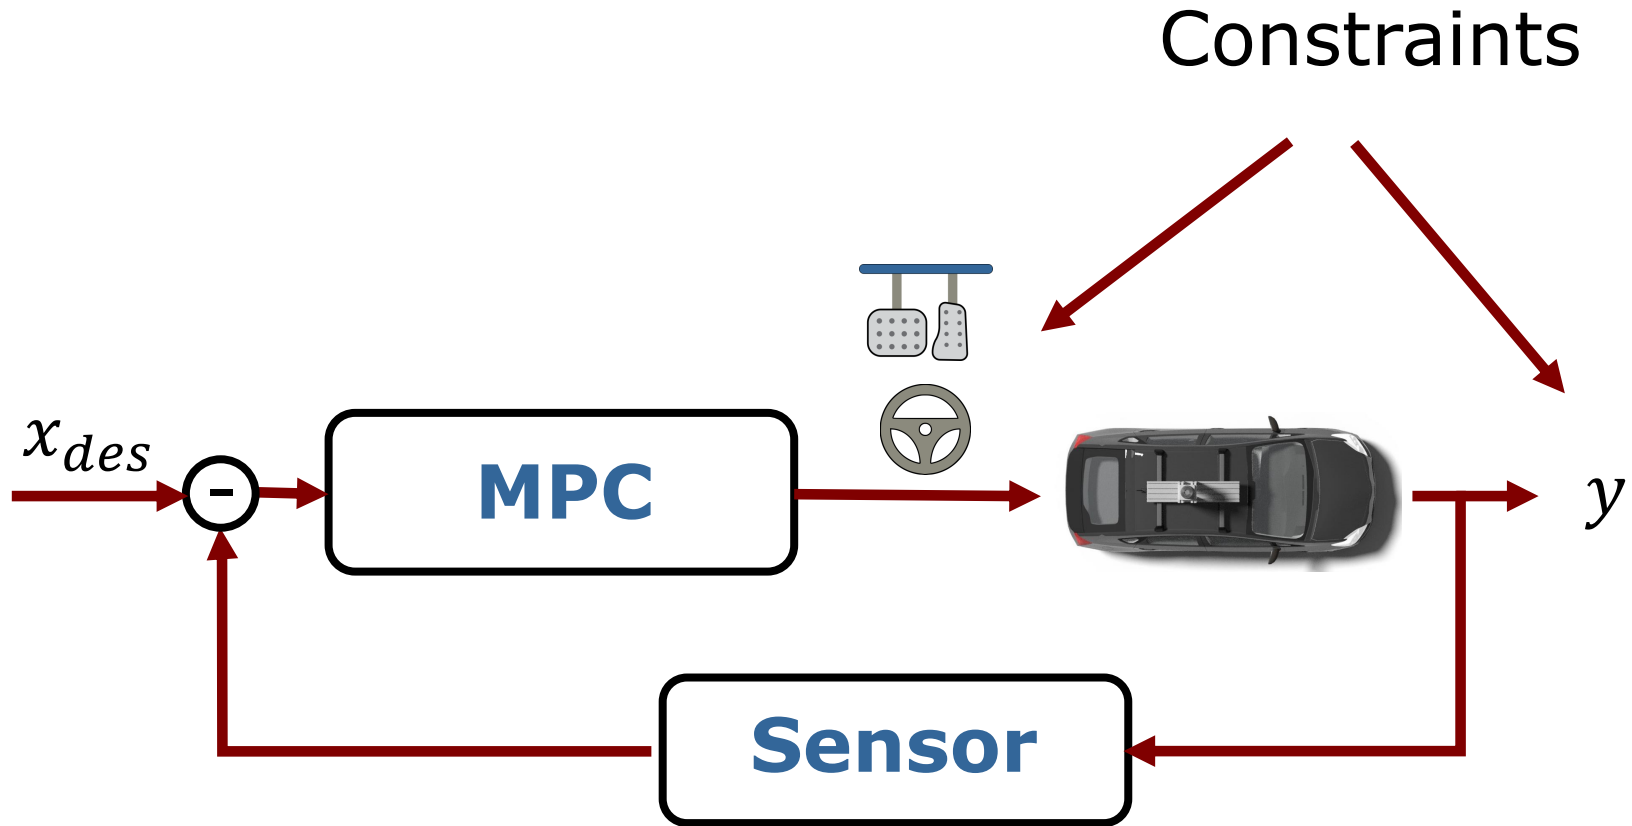 Constraints
x_des
-
MPC
y
Sensor